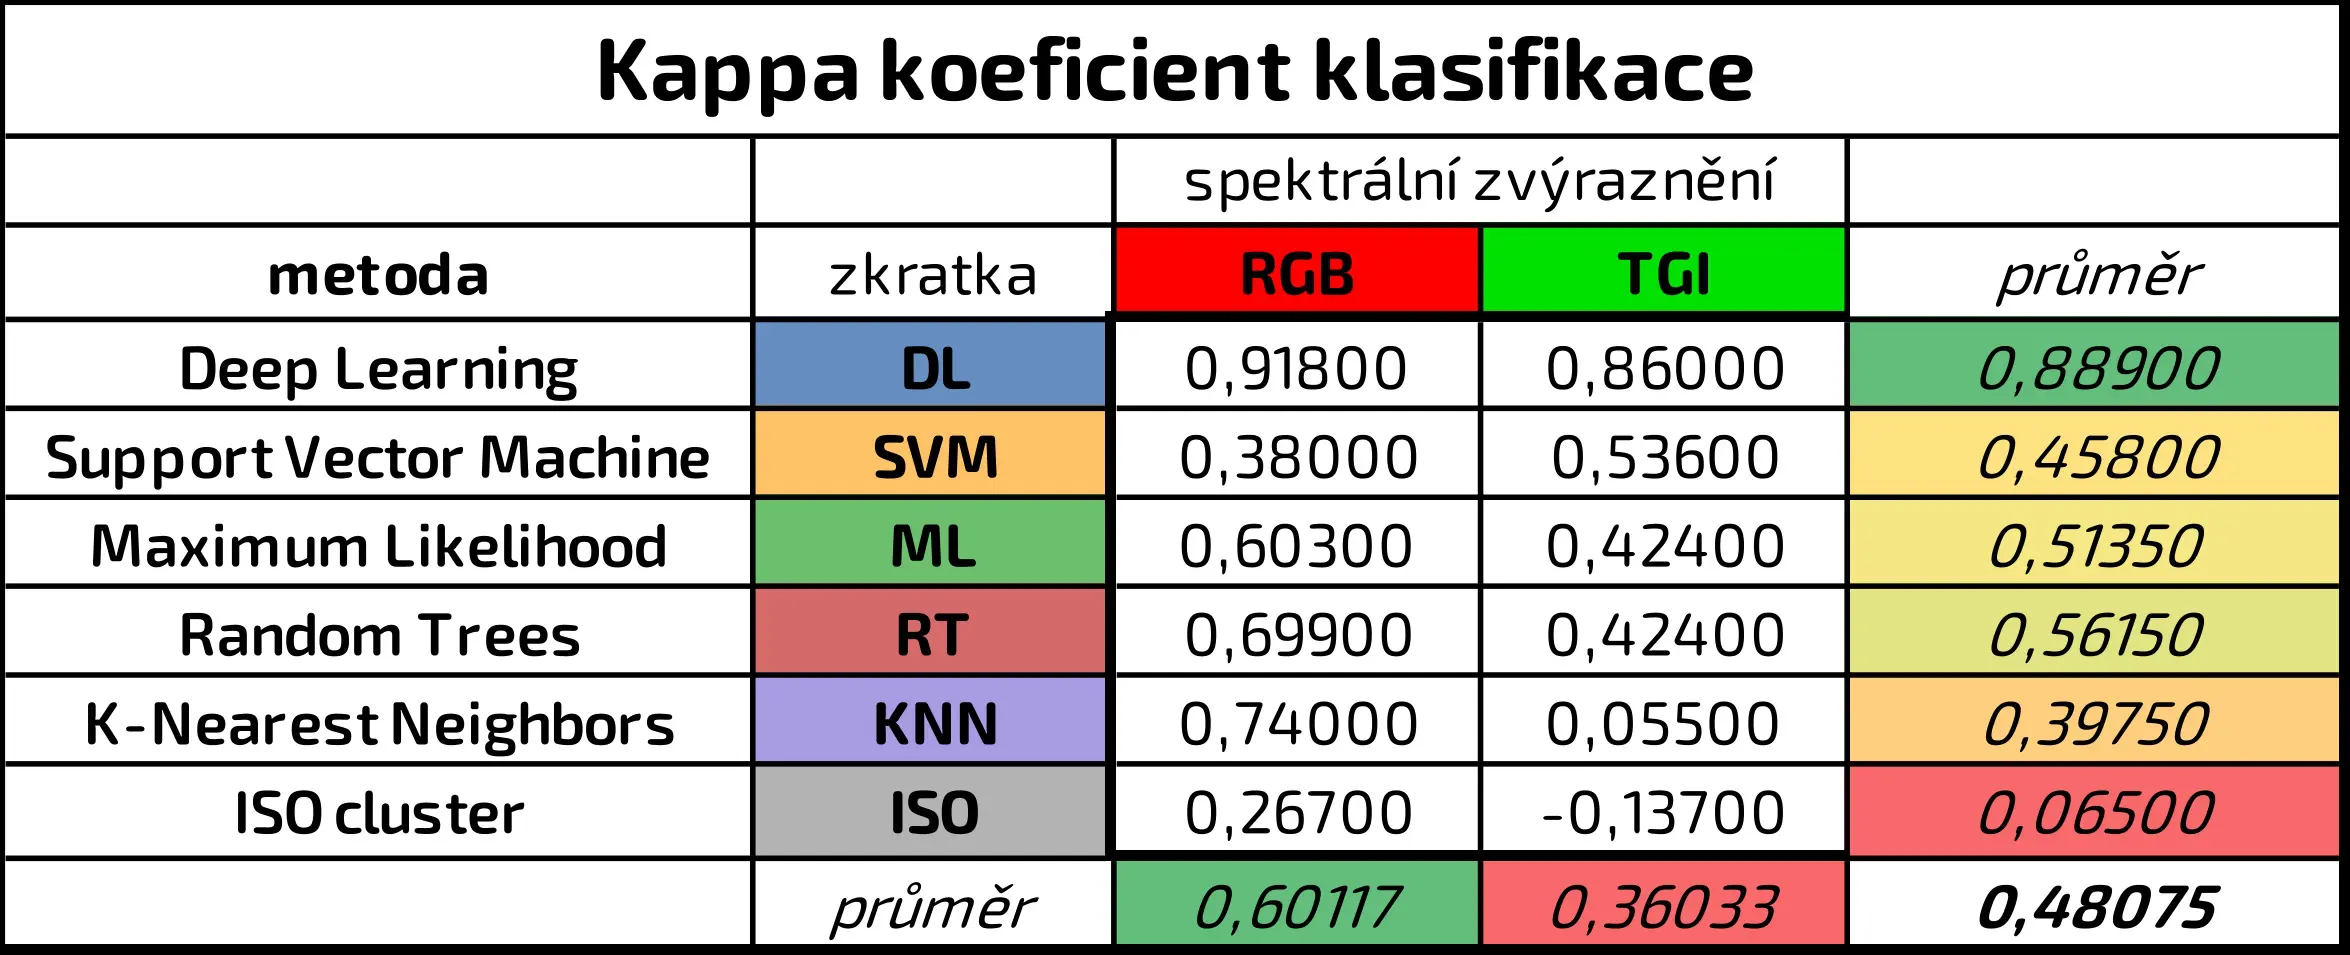 Kappa koeficient klasifikace
spektrální zvýraznění
metoda zkratka RGB TGI průměr
Deep Learning DL 0,91800 0,86000 0,88900
Support Vector Machine SVM 0,38000 0,53600 0,45800
Maximum Likelihood ML 0,60300 0,42400 0,51350
Random Trees RT 0,69900 0,42400 0,56150
K-Nearest Neighbors KNN 0,74000 0,05500 0,39750
ISO cluster ISO 0,26700 -0,13700 0,06500
průměr 0,60117 0,36033 0,48075